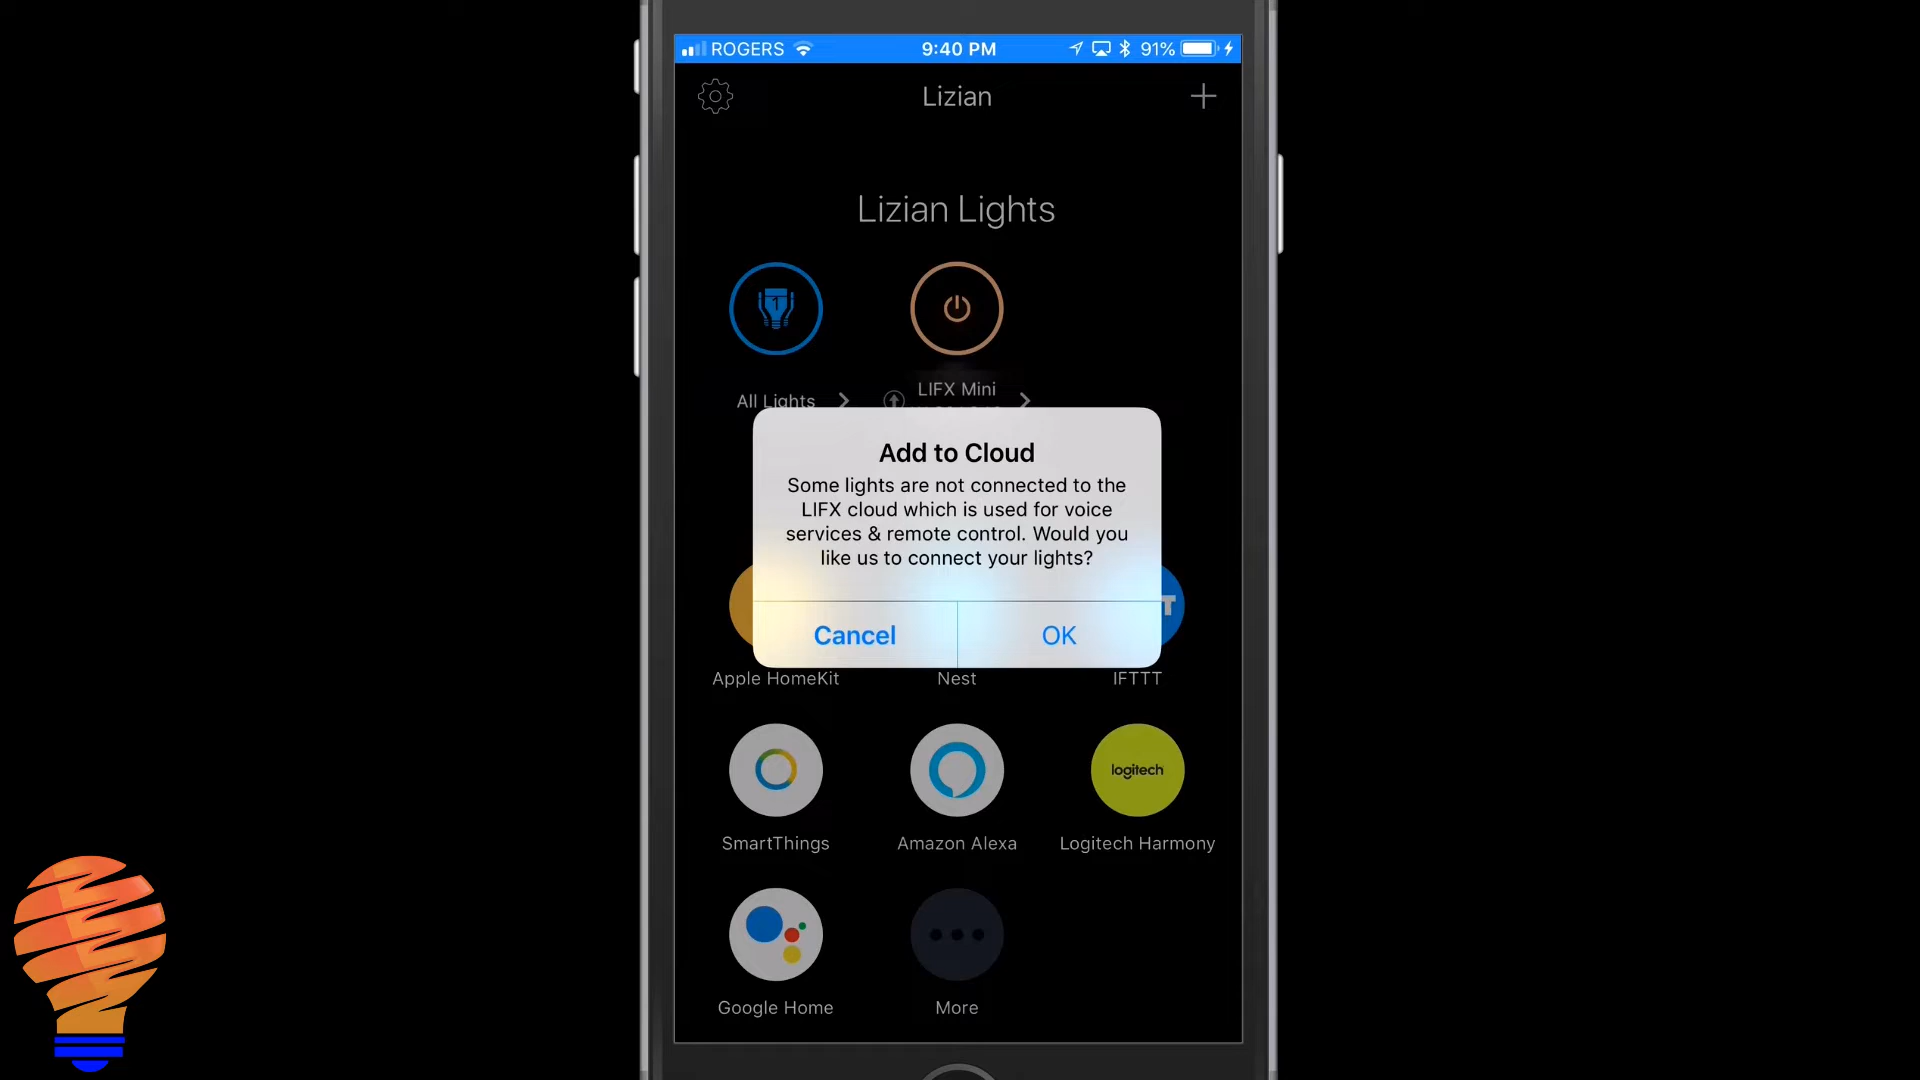 ROGERS 9:40 PM 91%
Lizian
Lizian Lights
1
All Lights LIFX Mini
Add to Cloud
Some lights are not connected to the
LIFX cloud which is used for voice
services & remote control. Would you
like us to connect your lights?
Cancel OK
T
Apple HomeKit Nest IFTTT
logitech
SmartThings Amazon Alexa Logitech Harmony
Google Home More